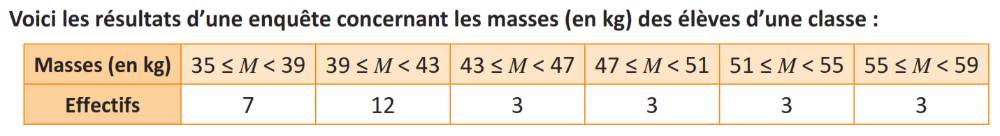 Voici les résultats d’une enquête concernant les masses (en kg) des élèves d’une classe :
Masses (en kg) 35 ≤ M < 39 39 ≤ M < 43 43 ≤ M < 47 47 ≤ M < 51 51 ≤ M < 55 55 ≤ M < 59
Effectifs 7 12 3 3 3 3